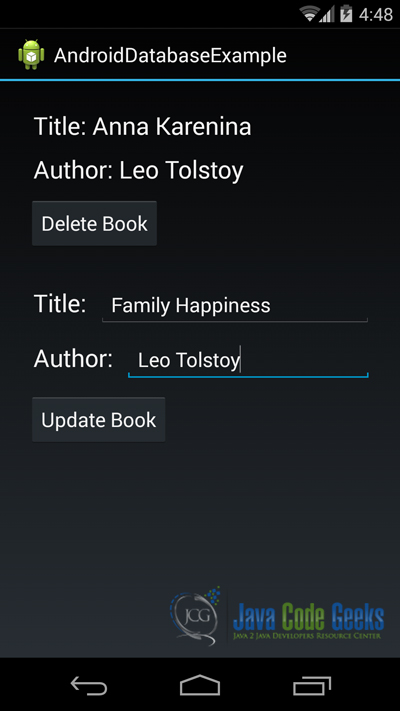 4:48
AndroidDatabaseExample
Title: Anna Karenina
Author: Leo Tolstoy
Delete Book
Title: Family Happiness
Author: Leo Tolstoy
Update Book
JCG Java Code Geeks
Java 2 Java Developers Resource Center